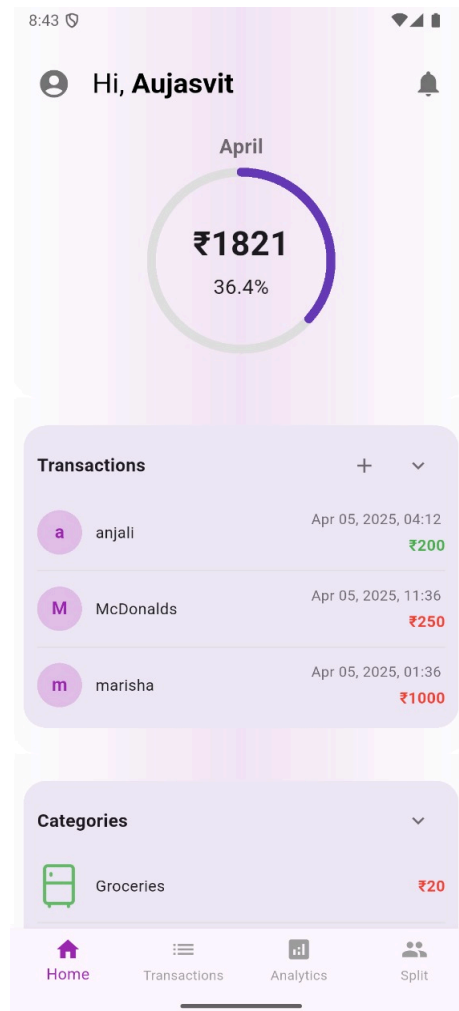 8:43
Hi, Aujasvit
April
₹1821
36.4%
Transactions
a anjali Apr 05, 2025, 04:12
₹200
M McDonalds Apr 05, 2025, 11:36
₹250
m marisha Apr 05, 2025, 01:36
₹1000
Categories
Groceries ₹20
Home Transactions Analytics Split